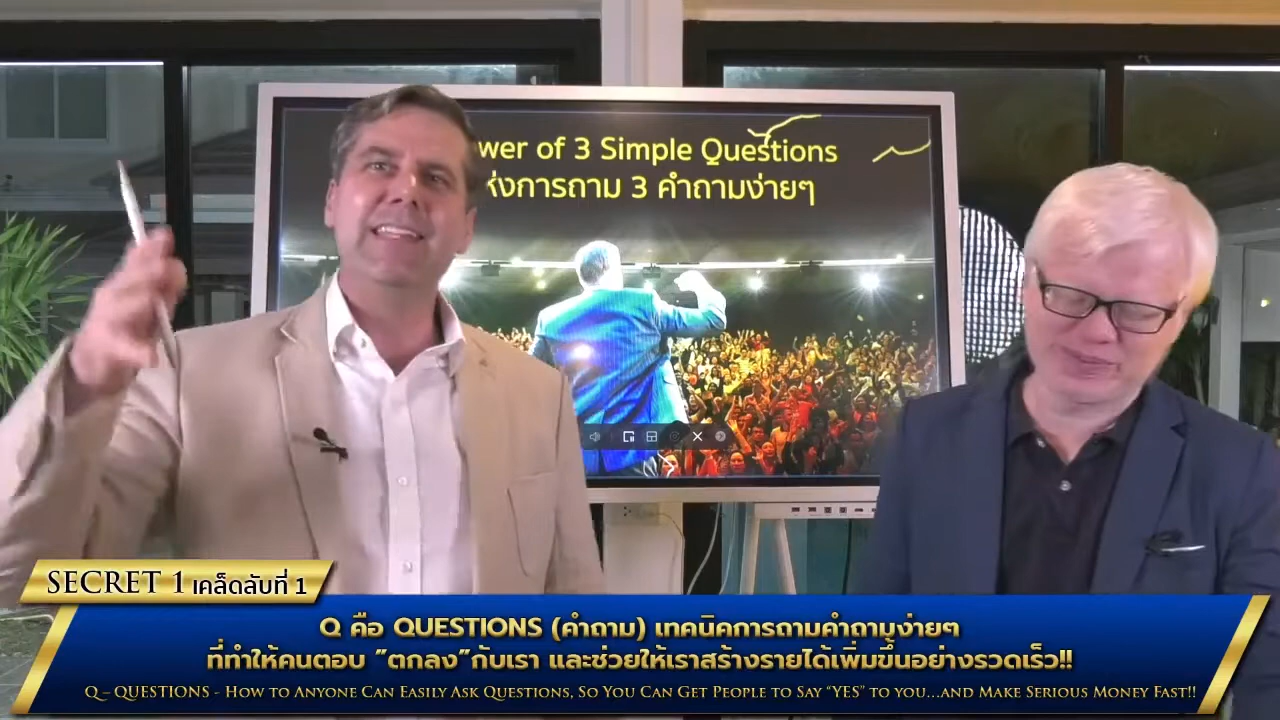 wer of 3 Simple Questions
ห่งการถาม 3 คำถามง่ายๆ
SECRET 1 เคล็ดลับที่ 1
Q คือ QUESTIONS (คำถาม) เทคนิคการถามคำถามง่ายๆ
ที่ทำให้คนตอบ "ตกลง"กับเรา และช่วยให้เราสร้างรายได้เพิ่มขึ้นอย่างรวดเร็ว!!
Q – QUESTIONS - How to Anyone Can Easily Ask Questions, So You Can Get People to Say "YES" to you...and Make Serious Money Fast!!